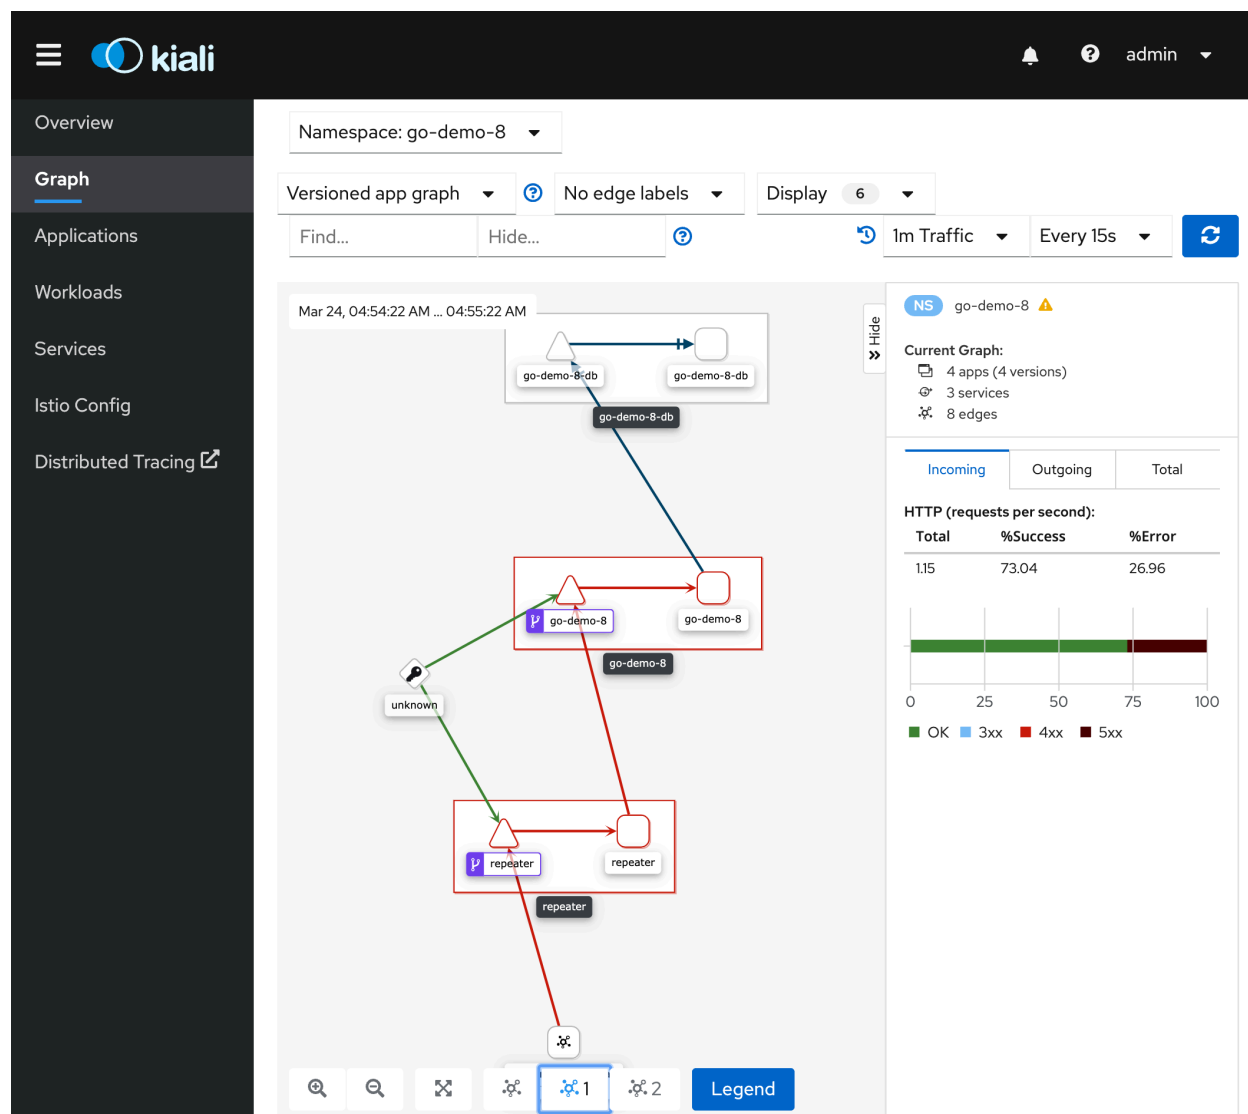 kiali
admin
Overview
Graph
Applications
Workloads
Services
Istio Config
Distributed Tracing
Namespace: go-demo-8
Versioned app graph
No edge labels
Display 6
Find...
Hide...
1m Traffic
Every 15s
Mar 24, 04:54:22 AM ... 04:55:22 AM
go-demo-8-db
go-demo-8-db
go-demo-8-db
go-demo-8
go-demo-8
go-demo-8
unknown
repeater
repeater
repeater
1
2
Legend
Hide
NS go-demo-8
Current Graph:
4 apps (4 versions)
3 services
8 edges
Incoming
Outgoing
Total
HTTP (requests per second):
Total %Success %Error
1.15 73.04 26.96
0 25 50 75 100
OK 3xx 4xx 5xx